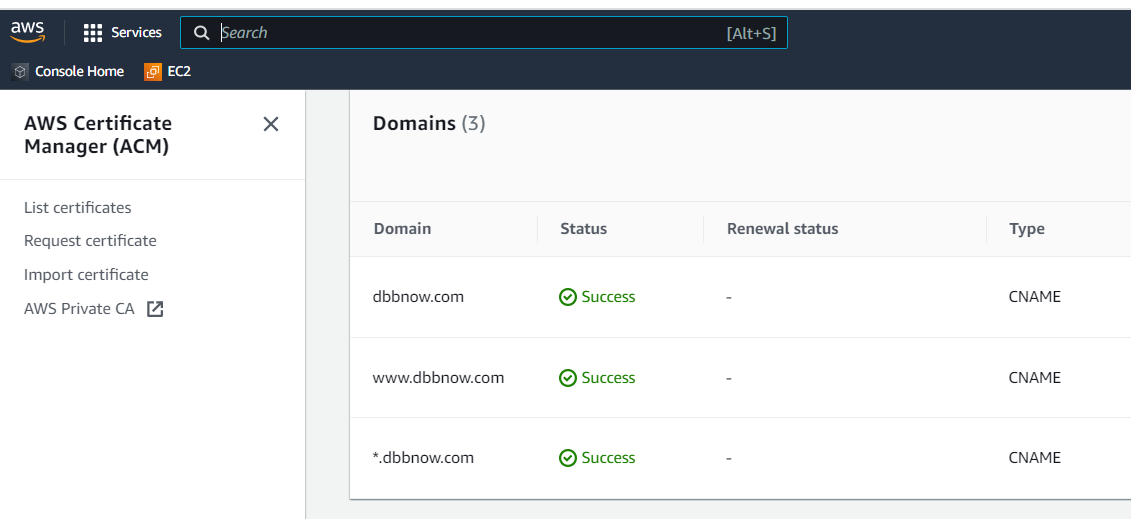 aws
Services
Search
[Alt+S]
Console Home
EC2
AWS Certificate
Manager (ACM)
List certificates
Request certificate
Import certificate
AWS Private CA
Domains (3)
Domain Status Renewal status Type
dbbnow.com Success - CNAME
www.dbbnow.com Success - CNAME
*.dbbnow.com Success - CNAME